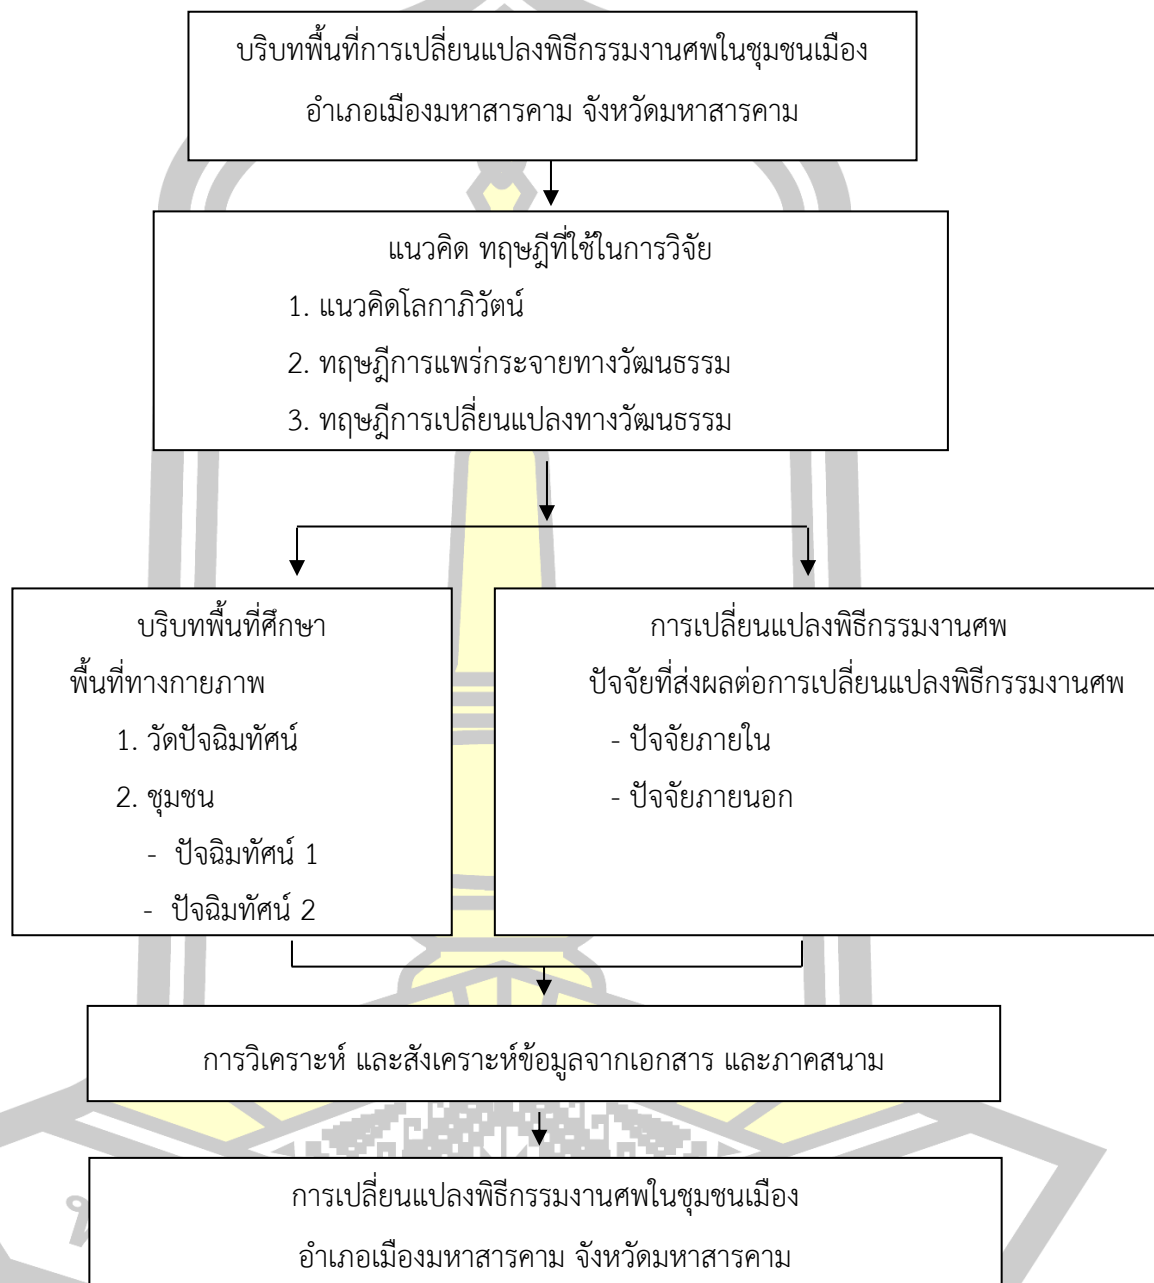 บริบทพื้นที่การเปลี่ยนแปลงพิธีกรรมงานศพในชุมชนเมือง
อำเภอเมืองมหาสารคาม จังหวัดมหาสารคาม
แนวคิด ทฤษฎีที่ใช้ในการวิจัย
1. แนวคิดโลกาภิวัตน์
2. ทฤษฎีการแพร่กระจายทางวัฒนธรรม
3. ทฤษฎีการเปลี่ยนแปลงทางวัฒนธรรม
บริบทพื้นที่ศึกษา
พื้นที่ทางกายภาพ
1. วัดปัจฉิมทัศน์
2. ชุมชน
- ปัจฉิมทัศน์ 1
- ปัจฉิมทัศน์ 2
การเปลี่ยนแปลงพิธีกรรมงานศพ
ปัจจัยที่ส่งผลต่อการเปลี่ยนแปลงพิธีกรรมงานศพ
- ปัจจัยภายใน
- ปัจจัยภายนอก
การวิเคราะห์ และสังเคราะห์ข้อมูลจากเอกสาร และภาคสนาม
การเปลี่ยนแปลงพิธีกรรมงานศพในชุมชนเมือง
อำเภอเมืองมหาสารคาม จังหวัดมหาสารคาม